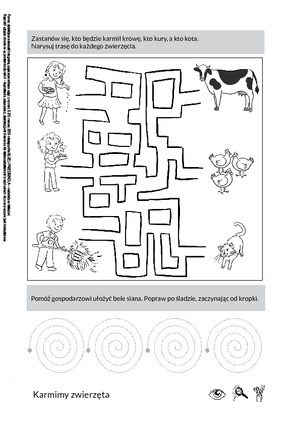 Zastanów się, kto będzie karmił krowę, kto kury, a kto kota.
Narysuj trasę do każdego zwierzęcia.
Pomóż gospodarzowi ułożyć bele siana. Popraw po śladzie, zaczynając od kropki.
Karmimy zwierzęta